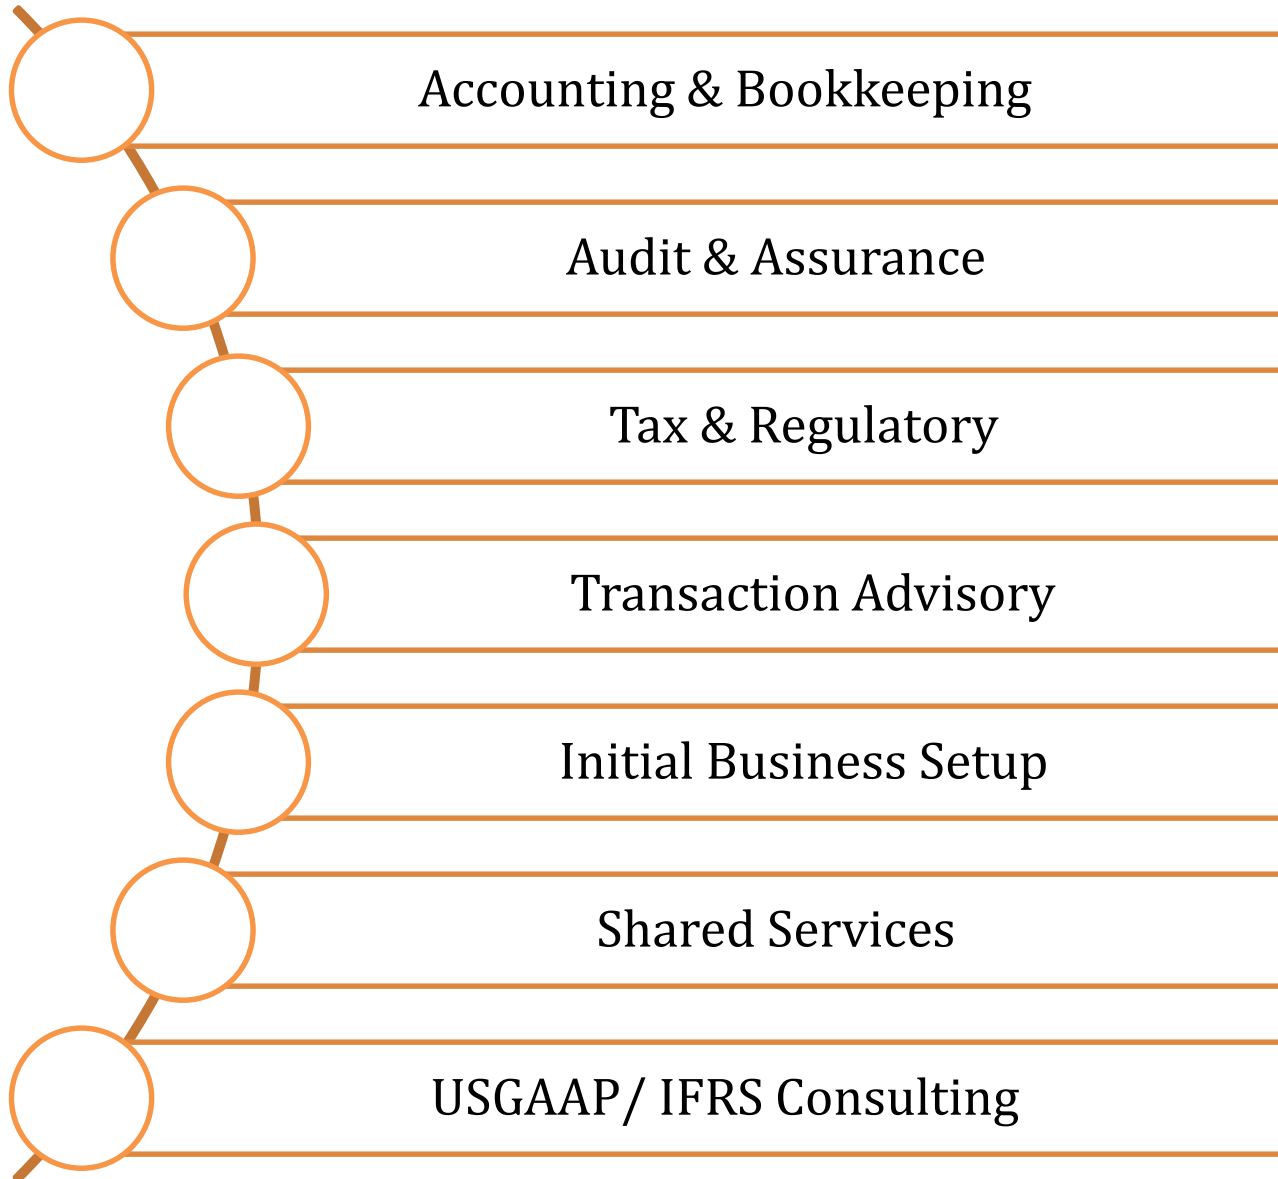 Accounting & Bookkeeping
Audit & Assurance
Tax & Regulatory
Transaction Advisory
Initial Business Setup
Shared Services
USGAAP/ IFRS Consulting